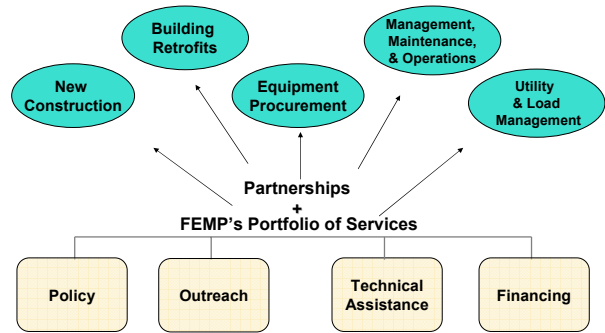 Building
Retrofits
Management,
Maintenance,
& Operations
New
Construction
Equipment
Procurement
Utility
& Load
Management
Partnerships
+
FEMP's Portfolio of Services
Policy
Outreach
Technical
Assistance
Financing